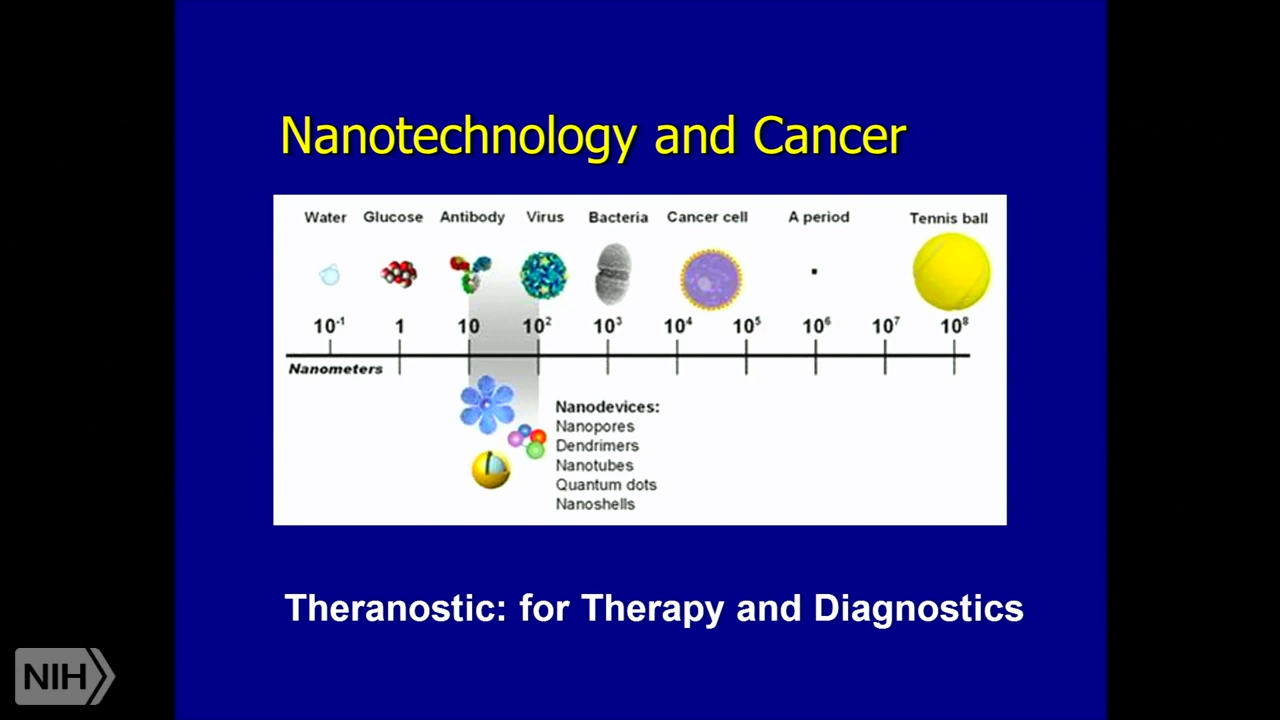 Nanotechnology and Cancer
Water Glucose Antibody Virus Bacteria Cancer cell A period Tennis ball
10⁻¹ 1 10 10² 10³ 10⁴ 10⁵ 10⁶ 10⁷ 10⁸
Nanometers
Nanodevices:
Nanopores
Dendrimers
Nanotubes
Quantum dots
Nanoshells
Theranostic: for Therapy and Diagnostics
NIH